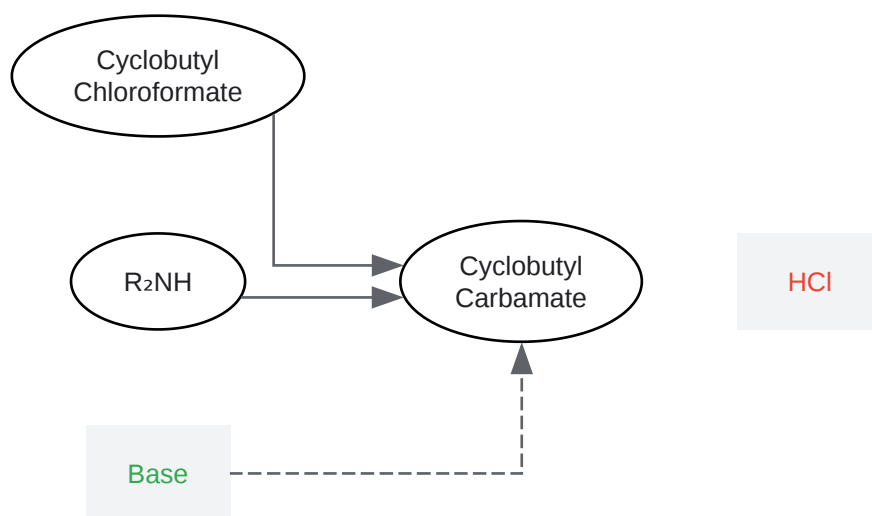 Cyclobutyl
Chloroformate
R₂NH
Cyclobutyl
Carbamate
HCl
Base